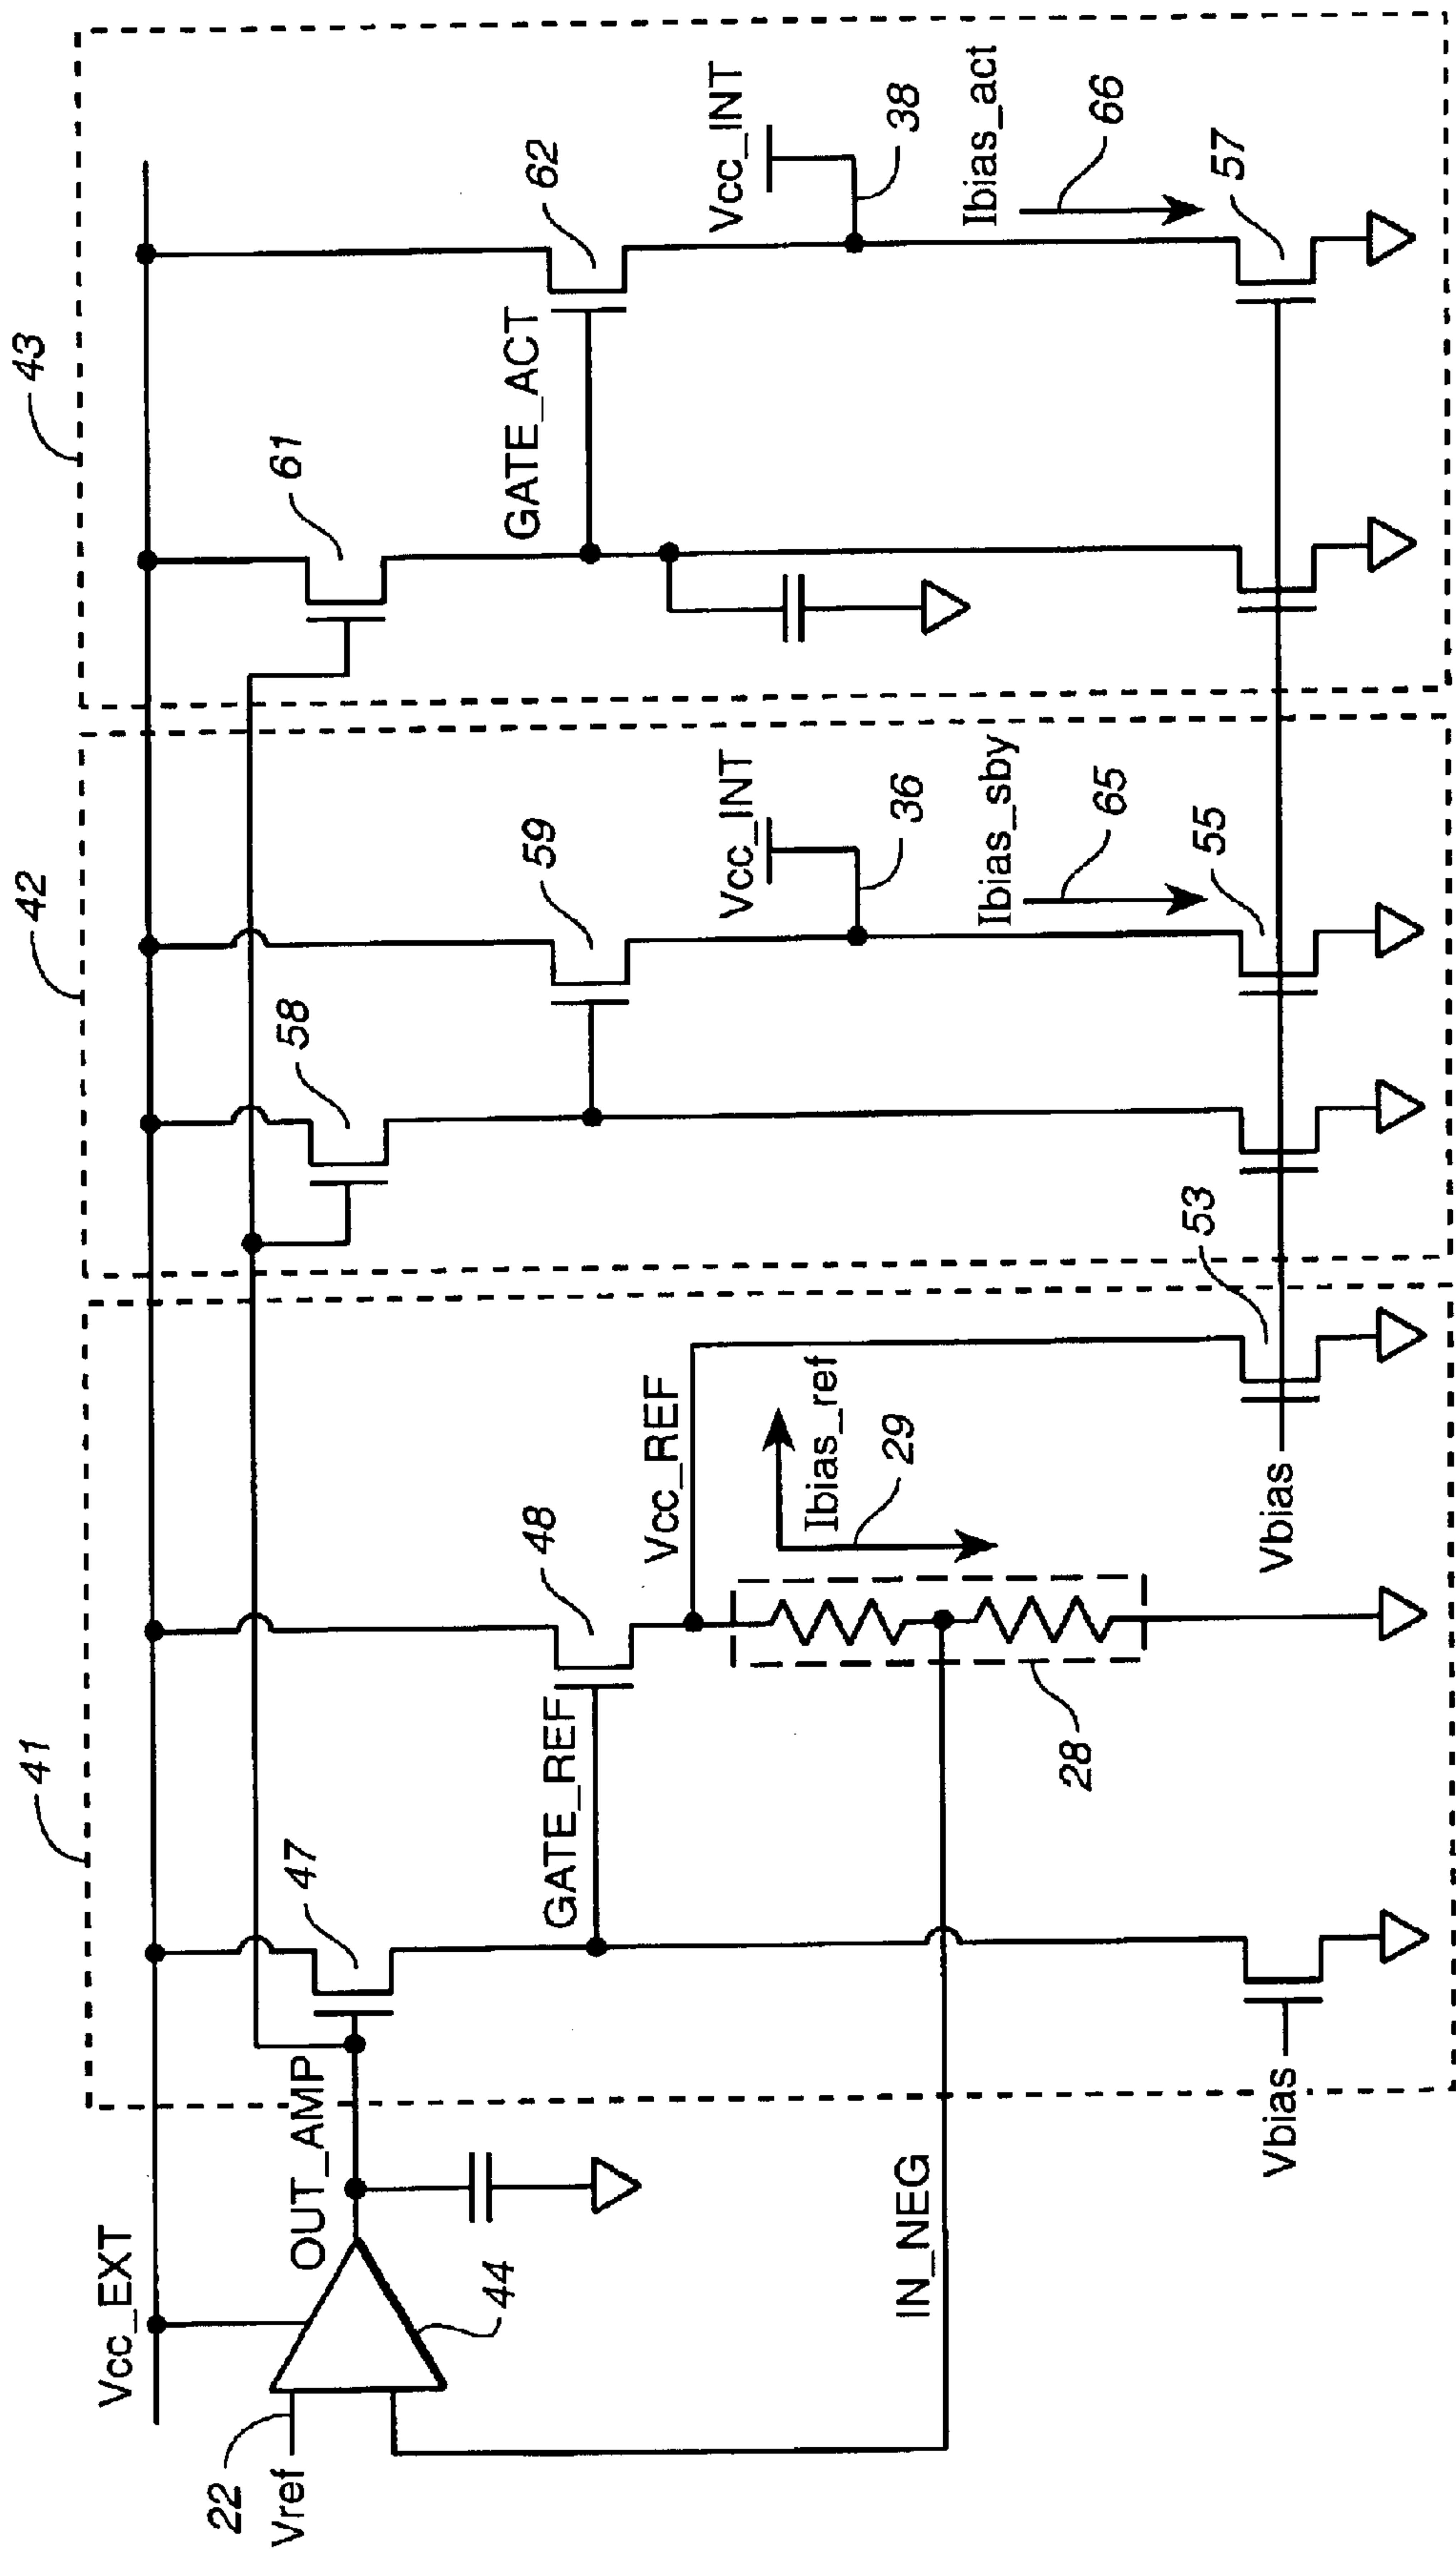 41
42
43
Vcc_EXT
22
Vref
44
OUT_AMP
IN_NEG
Vbias
47
GATE_REF
48
Vcc_REF
Ibias_ref
29
28
Vbias
53
58
59
Vcc_INT
36
Ibias_sby
65
55
61
GATE_ACT
62
Vcc_INT
38
Ibias_act
66
57